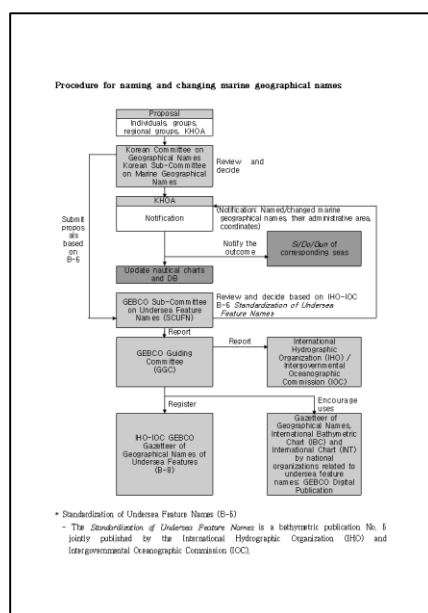 Procedure for naming and changing marine geographical names
Proposal
Individuals, groups,
regional groups, KHOA
Korean Committee on
Geographical Names
Korean Sub-Committee
on Marine Geographical
Names
Review and
decide
KHOA
Notification
(Notification: Named/changed marine
geographical names, their administrative area,
coordinates)
Submit
propos
als
based
on
B-6
Notify the
outcome
Si/Do/Gun of
corresponding seas
Update nautical charts
and DB
GEBCO Sub-Committee
on Undersea Feature
Names (SCUFN)
Review and decide based on IHO-IOC
B-6 Standardization of Undersea
Feature Names
Report
GEBCO Guiding
Committee
(GGC)
Report
International
Hydrographic
Organization (IHO) /
Intergovernmental
Oceanographic
Commission (IOC)
Register
Encourage
uses
IHO-IOC GEBCO
Gazetteer of
Geographical Names of
Undersea Features
(B-8)
Gazetteer of
Geographical Names,
International Bathymetric
Chart (IBC) and
International Chart (INT)
by national
organizations related to
undersea feature
names; GEBCO Digital
Publication
* Standardization of Undersea Feature Names (B-6)
- The Standardization of Undersea Feature Names is a bathymetric publication No. 6
jointly published by the International Hydrographic Organization (IHO) and
Intergovernmental Oceanographic Commission (IOC).